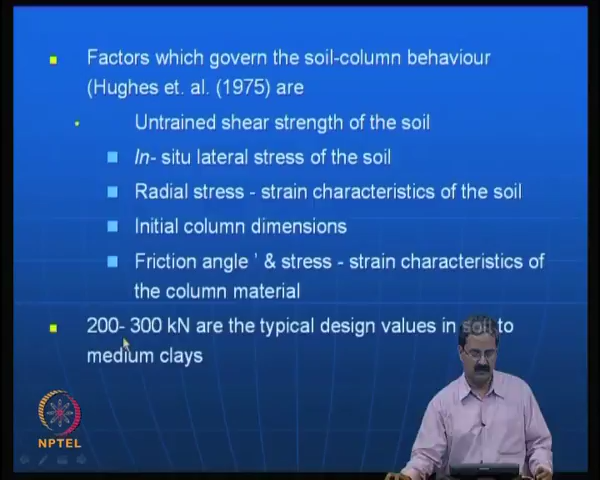 Factors which govern the soil-column behaviour
(Hughes et. al. (1975) are
Untrained shear strength of the soil
In- situ lateral stress of the soil
Radial stress - strain characteristics of the soil
Initial column dimensions
Friction angle ' & stress - strain characteristics of
the column material
200- 300 kN are the typical design values in soil to
medium clays
NPTEL